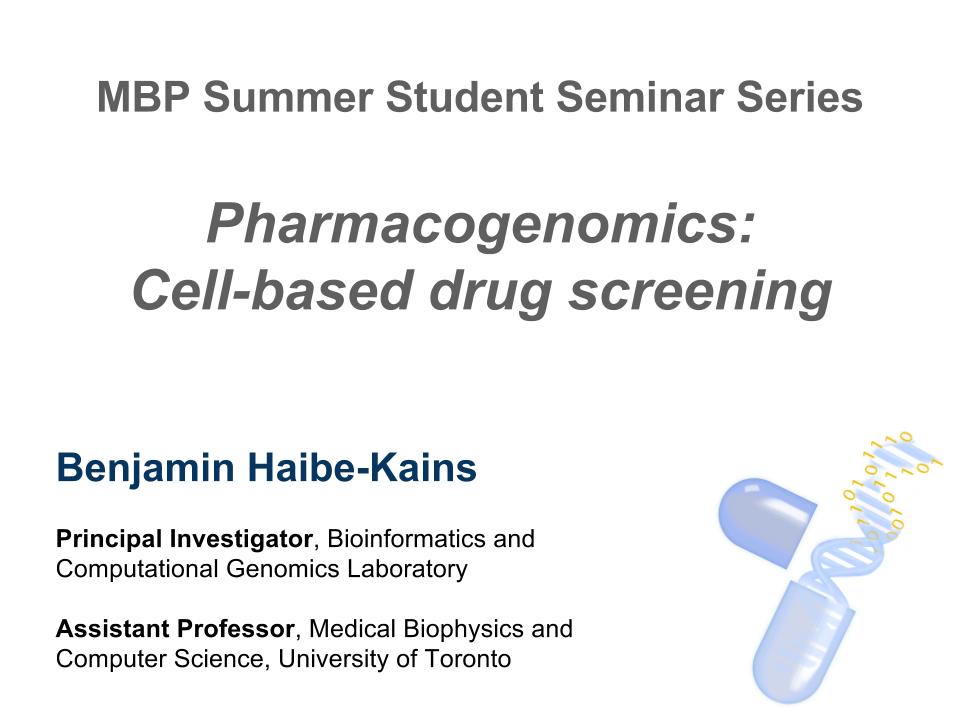 MBP Summer Student Seminar Series
Pharmacogenomics:
Cell-based drug screening
Benjamin Haibe-Kains
Principal Investigator, Bioinformatics and
Computational Genomics Laboratory
Assistant Professor, Medical Biophysics and
Computer Science, University of Toronto